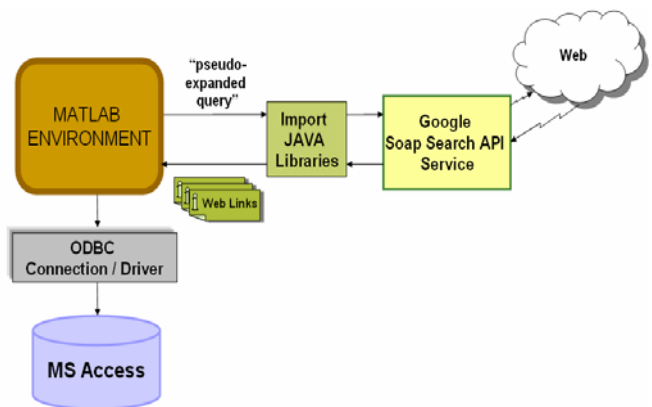 "pseudo-
expanded
query"
Web
MATLAB
ENVIRONMENT
Import
JAVA
Libraries
Google
Soap Search API
Service
Web Links
ODBC
Connection / Driver
MS Access